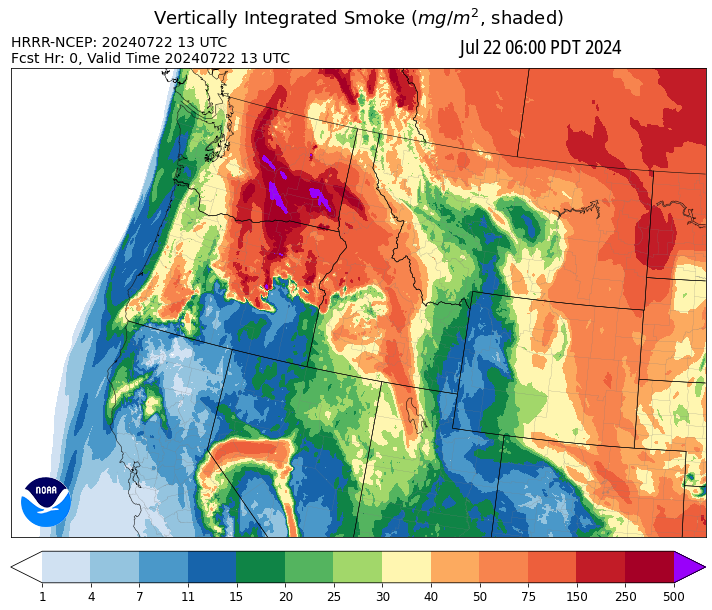 Vertically Integrated Smoke (mg/m², shaded)
HRRR-NCEP: 20240722 13 UTC
Jul 22 06:00 PDT 2024
Fcst Hr: 0, Valid Time 20240722 13 UTC
NOAA
1 4 7 11 15 20 25 30 40 50 75 150 250 500